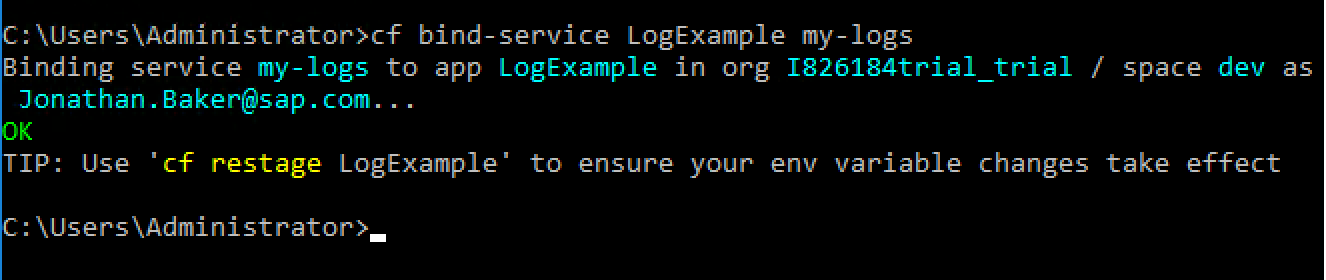 C:\Users\Administrator>cf bind-service LogExample my-logs
Binding service my-logs to app LogExample in org I826184trial_trial / space dev as
Jonathan.Baker@sap.com...
OK
TIP: Use 'cf restage LogExample' to ensure your env variable changes take effect
C:\Users\Administrator>